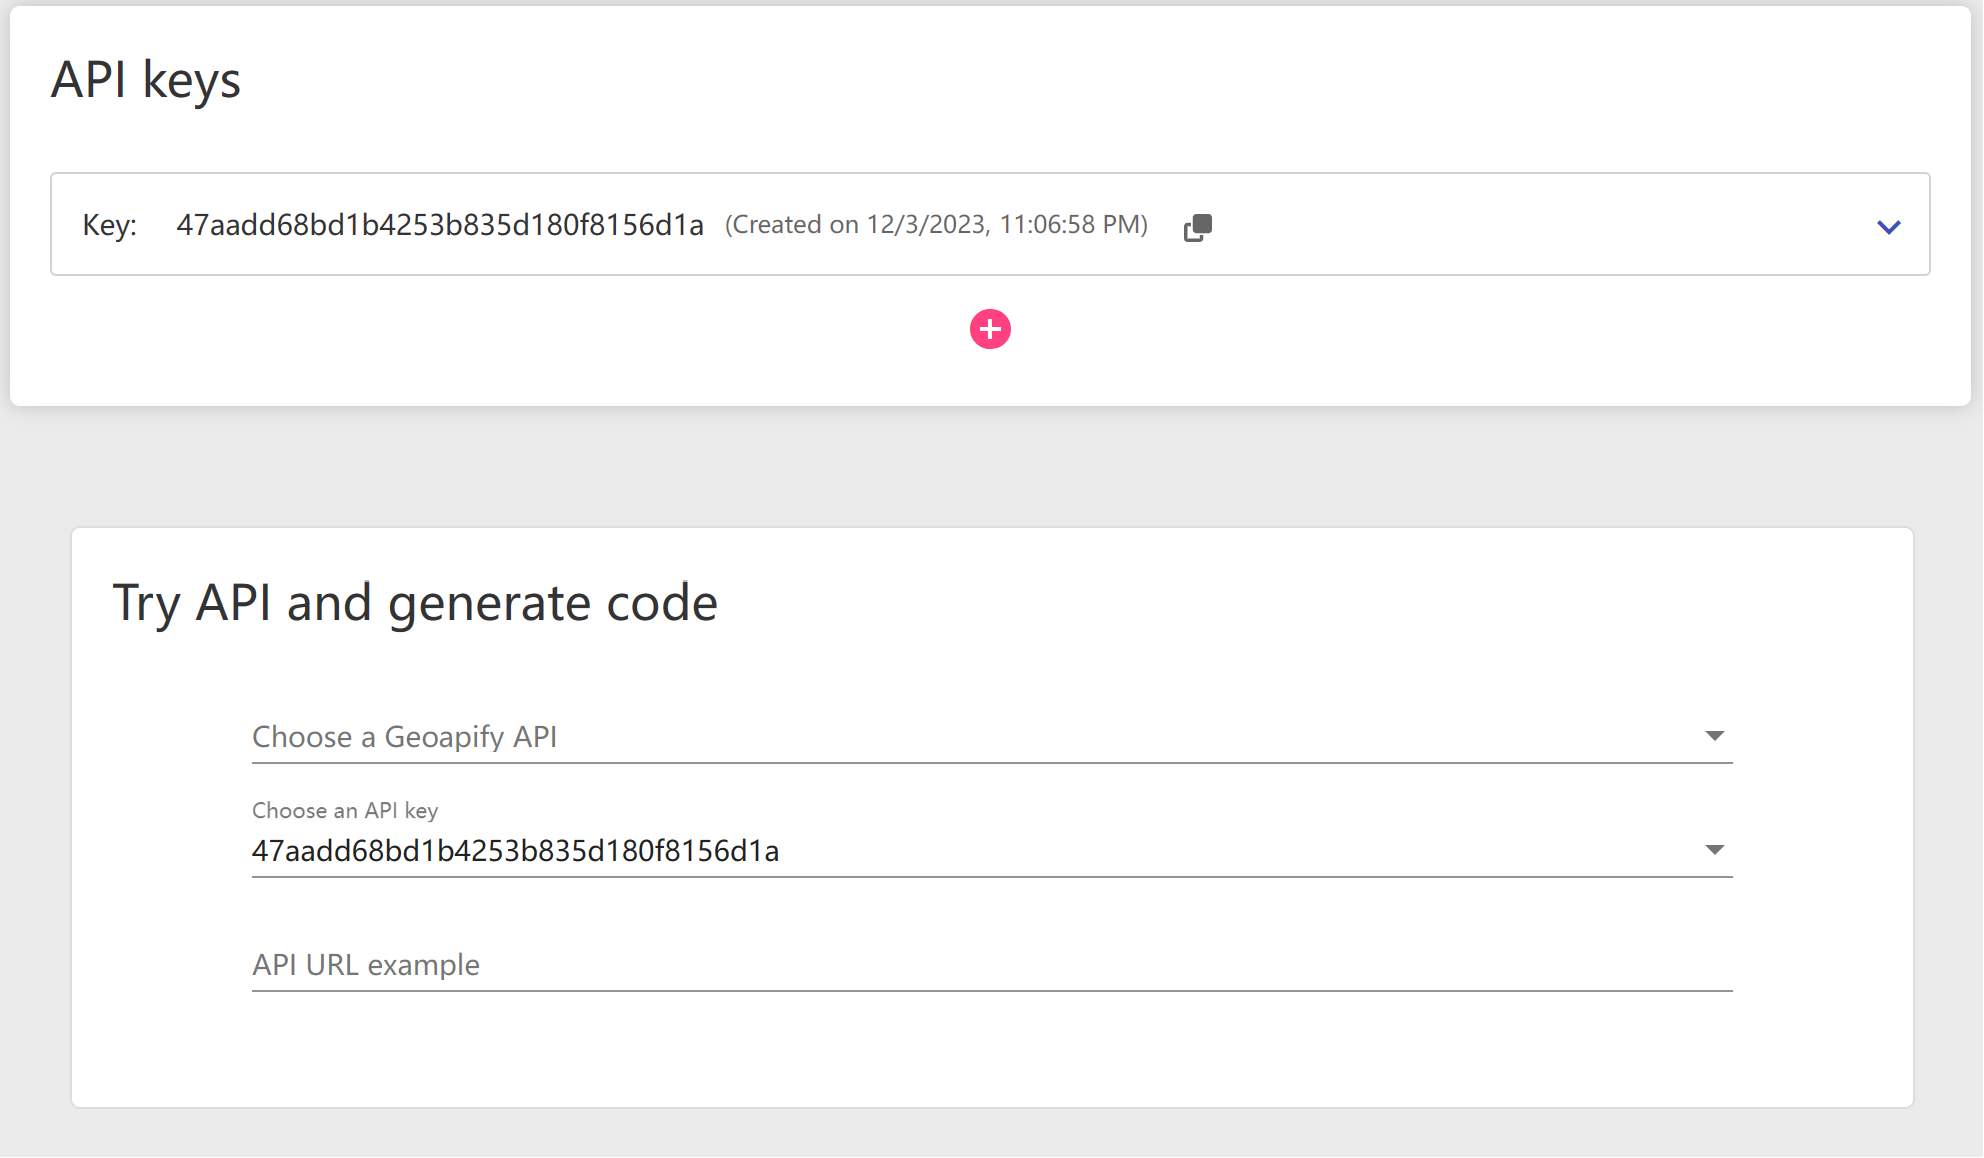 API keys
Key: 47aadd68bd1b4253b835d180f8156d1a (Created on 12/3/2023, 11:06:58 PM)
Try API and generate code
Choose a Geoapify API
Choose an API key
47aadd68bd1b4253b835d180f8156d1a
API URL example